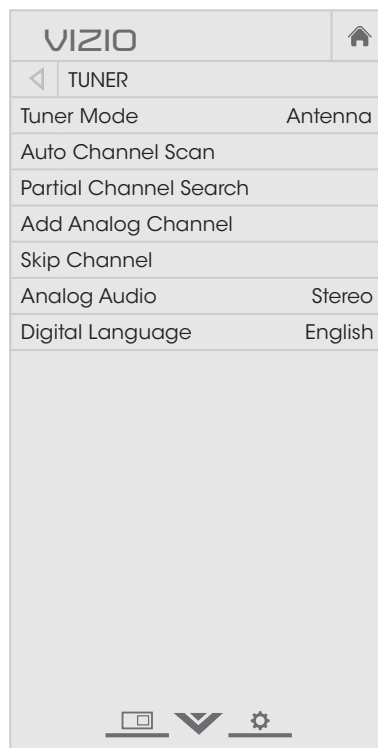 VIZIO
TUNER
Tuner Mode Antenna
Auto Channel Scan
Partial Channel Search
Add Analog Channel
Skip Channel
Analog Audio Stereo
Digital Language English